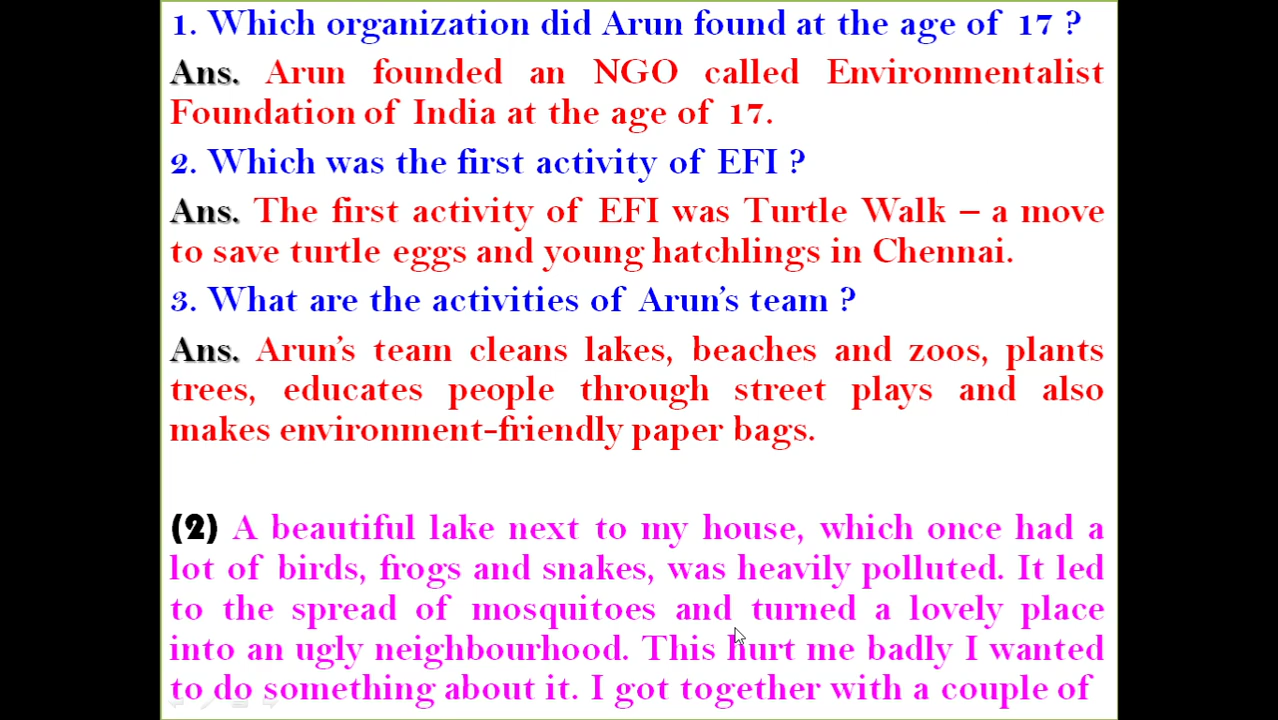 1. Which organization did Arun found at the age of 17 ?
Ans. Arun founded an NGO called Environmentalist
Foundation of India at the age of 17.
2. Which was the first activity of EFI ?
Ans. The first activity of EFI was Turtle Walk – a move
to save turtle eggs and young hatchlings in Chennai.
3. What are the activities of Arun’s team ?
Ans. Arun’s team cleans lakes, beaches and zoos, plants
trees, educates people through street plays and also
makes environment-friendly paper bags.
(2) A beautiful lake next to my house, which once had a
lot of birds, frogs and snakes, was heavily polluted. It led
to the spread of mosquitoes and turned a lovely place
into an ugly neighbourhood. This hurt me badly I wanted
to do something about it. I got together with a couple of